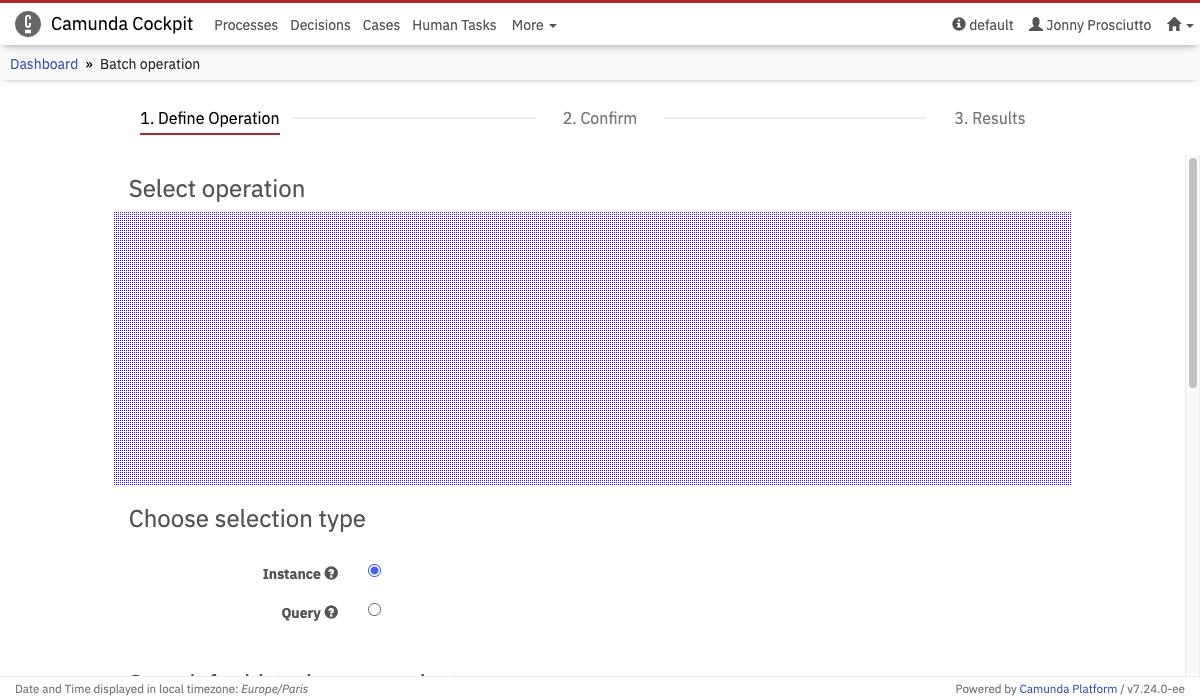 Camunda Cockpit Processes Decisions Cases Human Tasks More default Jonny Prosciutto
Dashboard » Batch operation
1. Define Operation 2. Confirm 3. Results
Select operation
Choose selection type
Instance
Query
Date and Time displayed in local timezone: Europe/Paris Powered by Camunda Platform / v7.24.0-ee